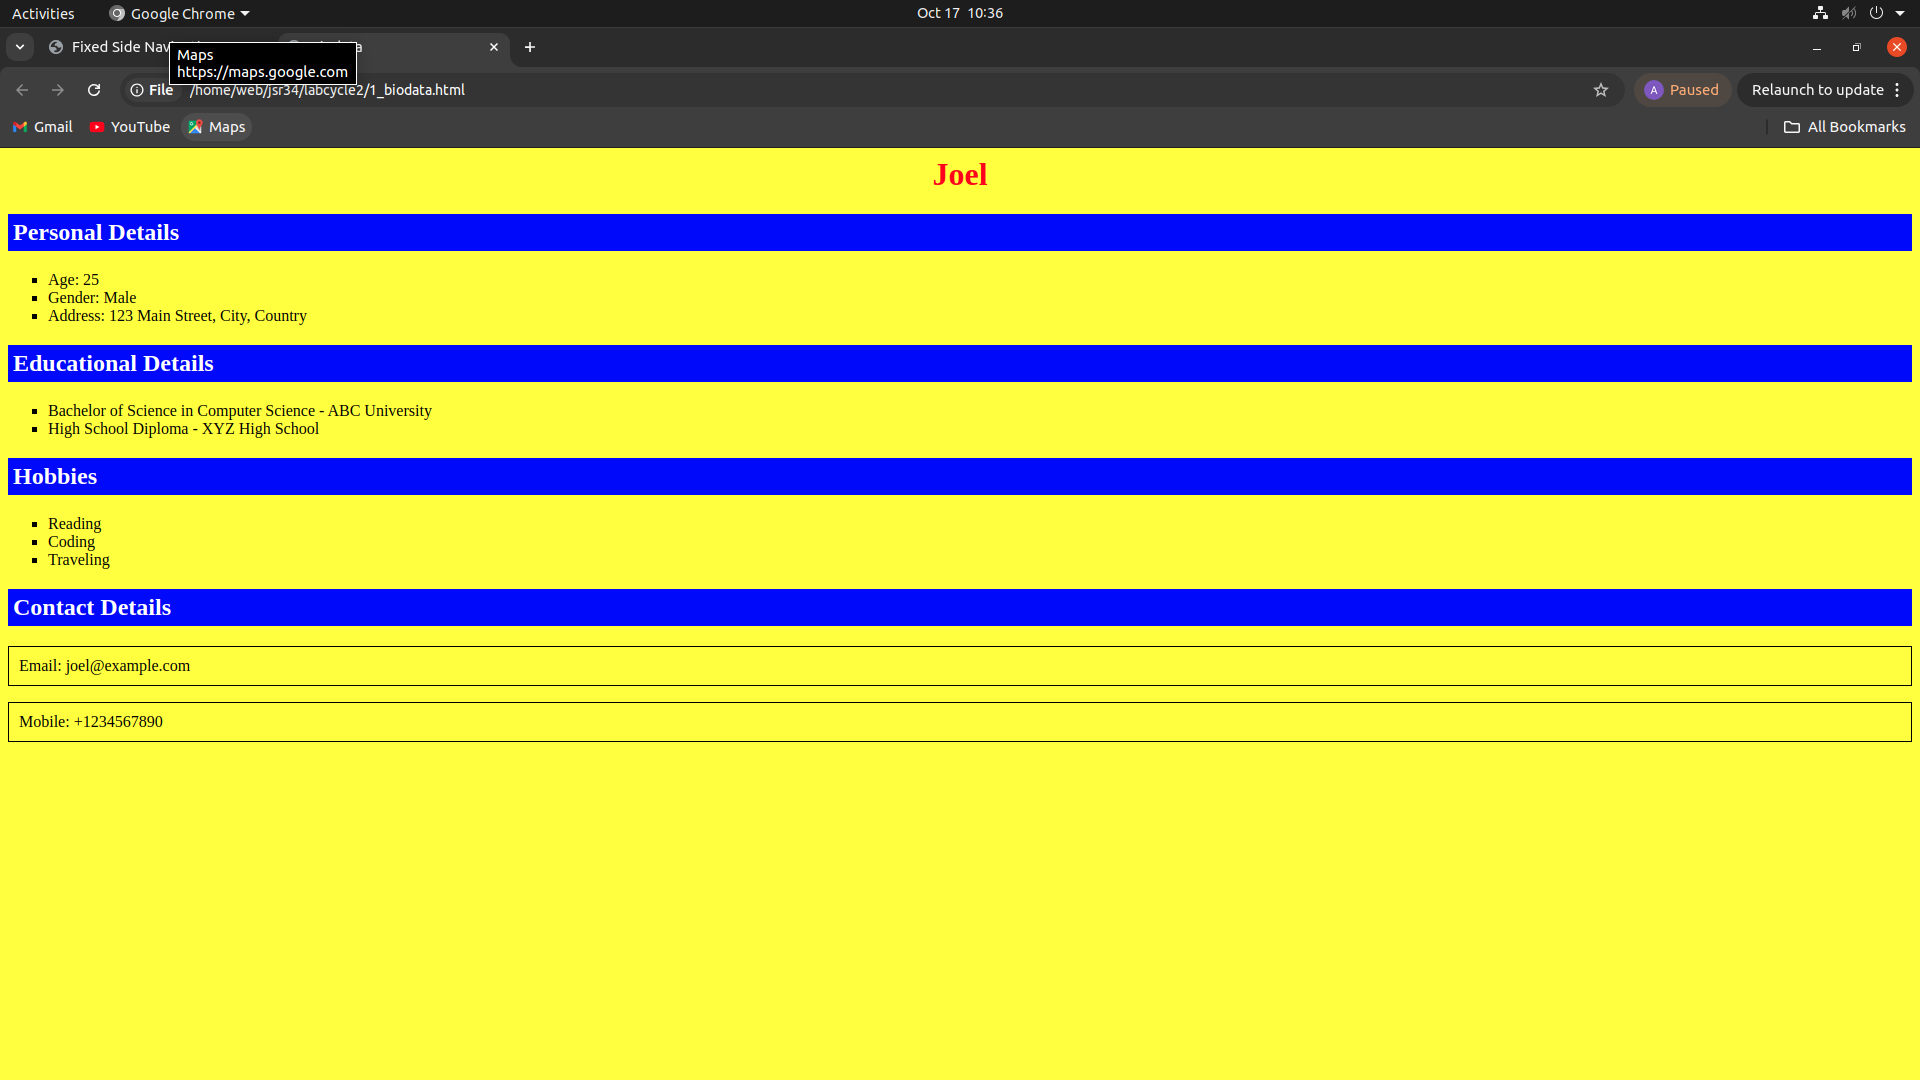 Activities
Google Chrome
Oct 17 10:36
Fixed Side
Maps
https://maps.google.com
File
/home/web/jsr34/labcycle2/1_biodata.html
A
Paused
Relaunch to update
Gmail
YouTube
Maps
All Bookmarks
Joel
Personal Details
Age: 25
Gender: Male
Address: 123 Main Street, City, Country
Educational Details
Bachelor of Science in Computer Science - ABC University
High School Diploma - XYZ High School
Hobbies
Reading
Coding
Traveling
Contact Details
Email: joel@example.com
Mobile: +1234567890